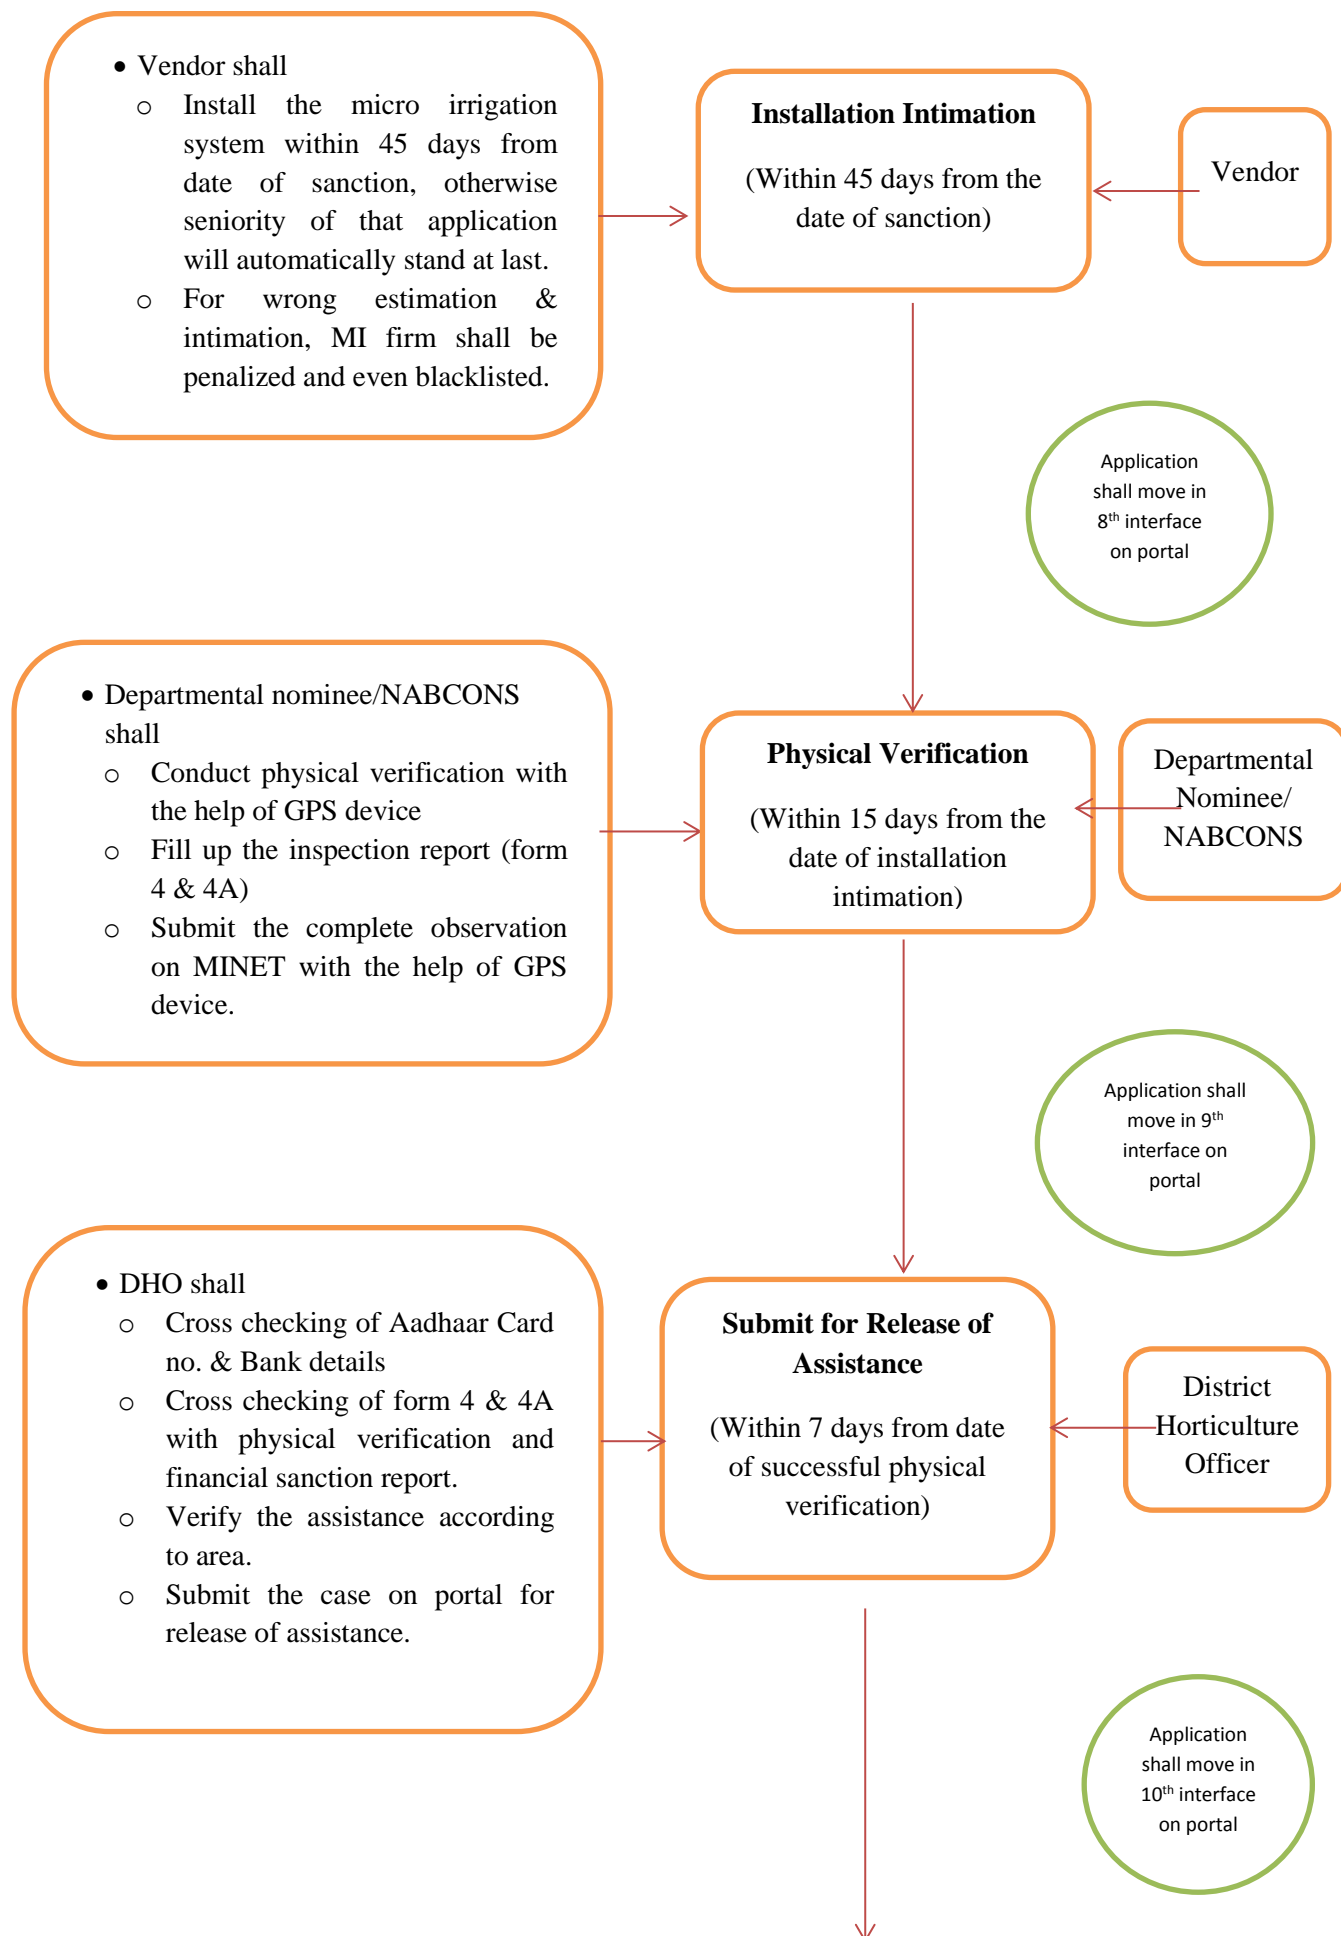 • Vendor shall
o Install the micro irrigation
system within 45 days from
date of sanction, otherwise
seniority of that application
will automatically stand at last.
o For wrong estimation &
intimation, MI firm shall be
penalized and even blacklisted.
Installation Intimation
(Within 45 days from the
date of sanction)
Vendor
Application
shall move in
8th interface
on portal
• Departmental nominee/NABCONS
shall
o Conduct physical verification with
the help of GPS device
o Fill up the inspection report (form
4 & 4A)
o Submit the complete observation
on MINET with the help of GPS
device.
Physical Verification
(Within 15 days from the
date of installation
intimation)
Departmental
Nominee/
NABCONS
Application shall
move in 9th
interface on
portal
• DHO shall
o Cross checking of Aadhaar Card
no. & Bank details
o Cross checking of form 4 & 4A
with physical verification and
financial sanction report.
o Verify the assistance according
to area.
o Submit the case on portal for
release of assistance.
Submit for Release of
Assistance
(Within 7 days from date
of successful physical
verification)
District
Horticulture
Officer
Application
shall move in
10th interface
on portal